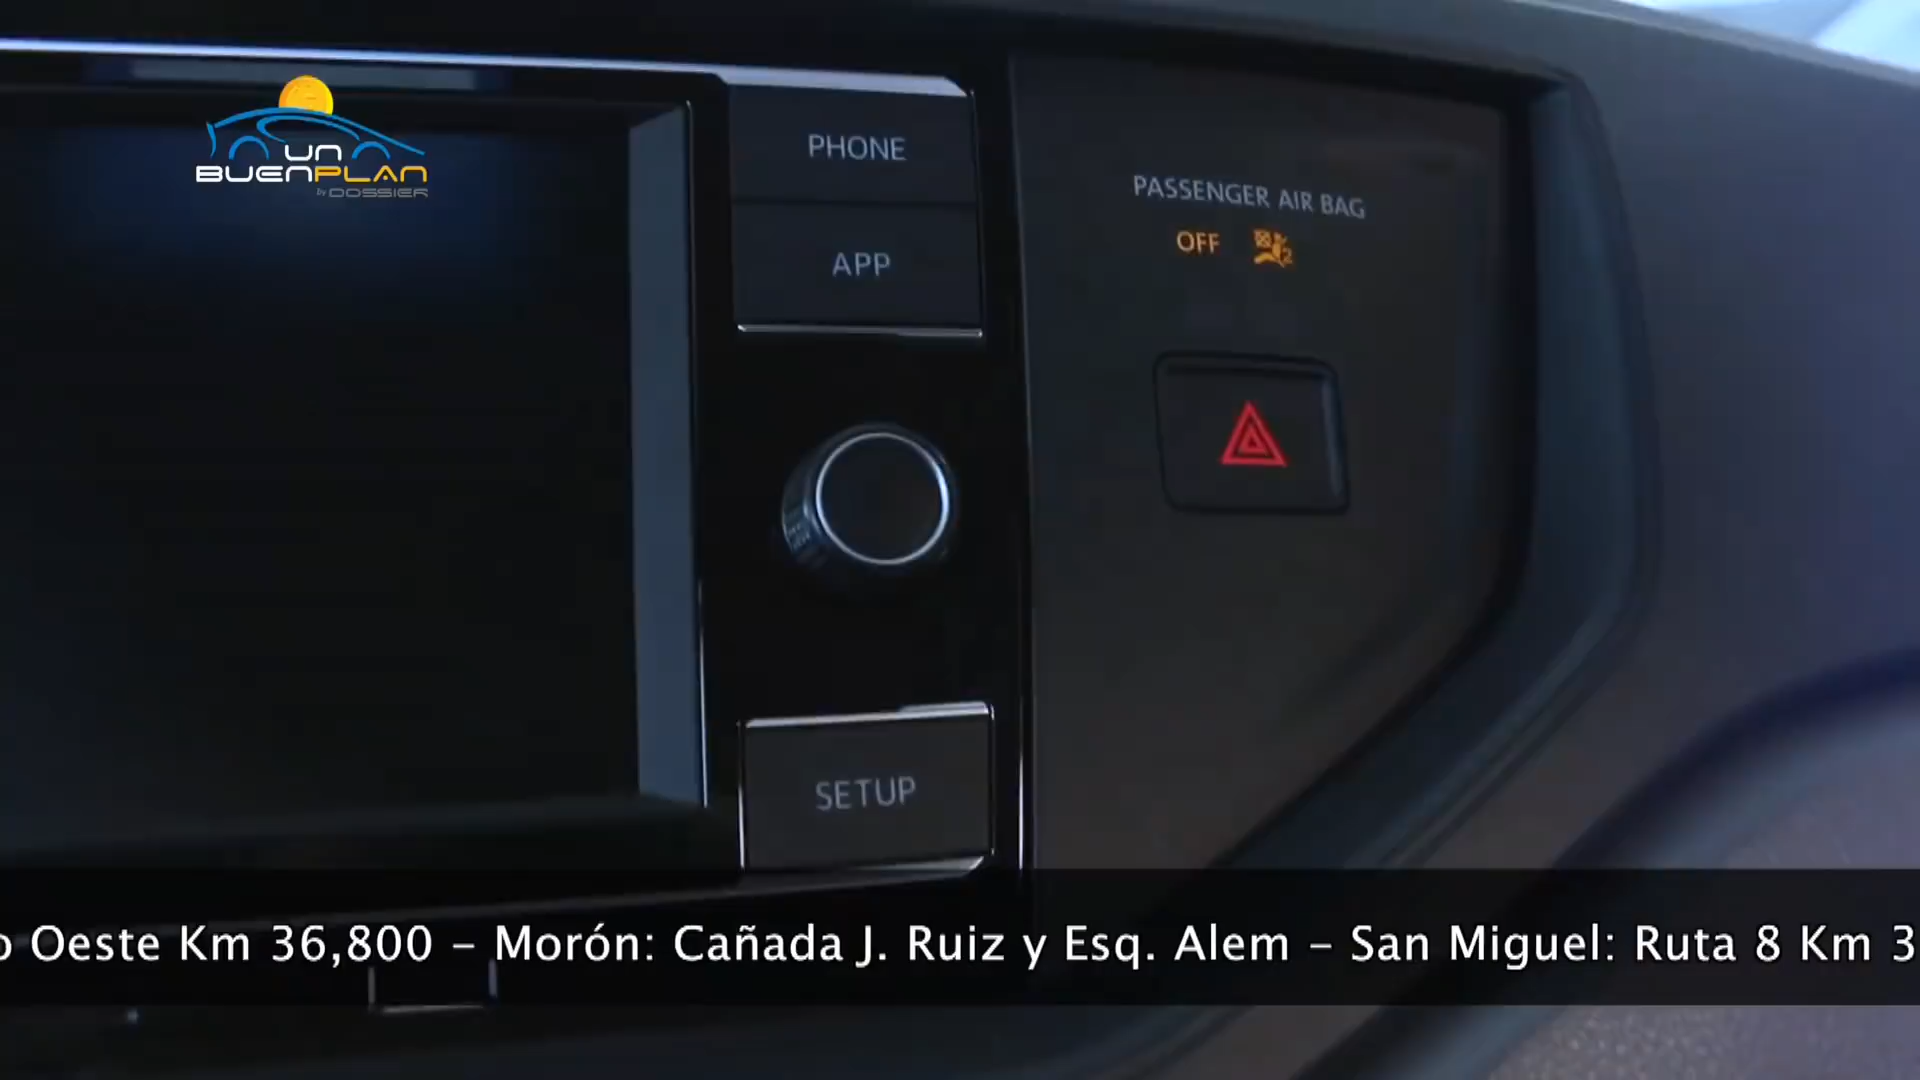 UN
BUENPLAN
by DOSSIER
PHONE
APP
PASSENGER AIR BAG
OFF
2
SETUP
o Oeste Km 36,800 – Morón: Cañada J. Ruiz y Esq. Alem – San Miguel: Ruta 8 Km 3